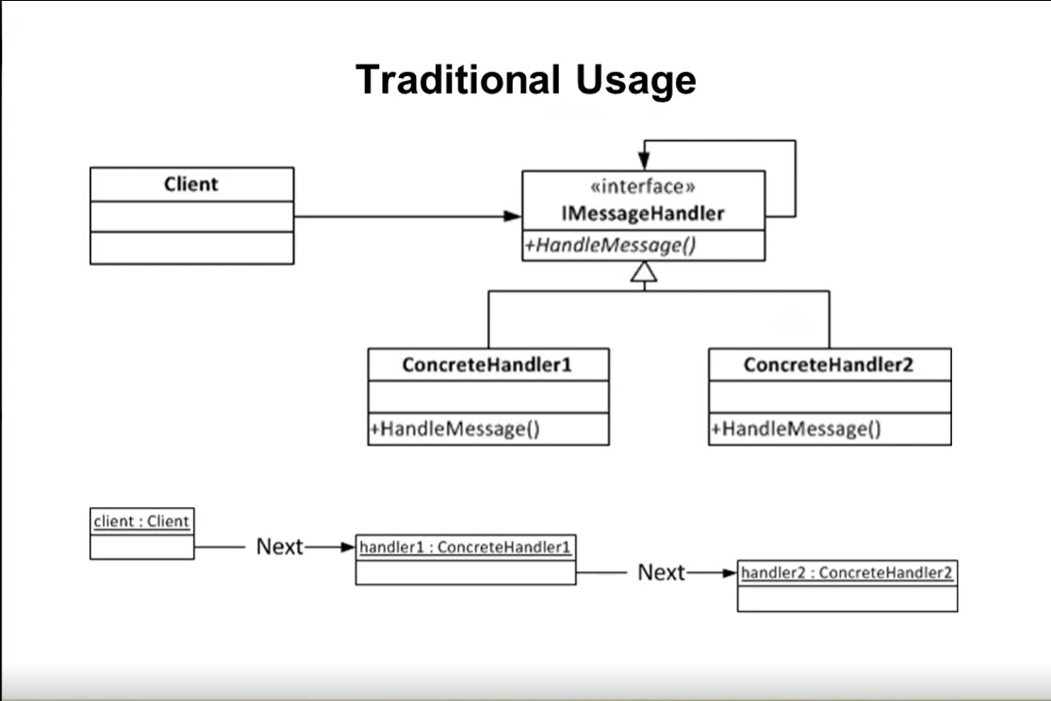 Traditional Usage
Client
«interface»
IMessageHandler
+HandleMessage()
ConcreteHandler1
+HandleMessage()
ConcreteHandler2
+HandleMessage()
client : Client
Next
handler1 : ConcreteHandler1
Next
handler2 : ConcreteHandler2